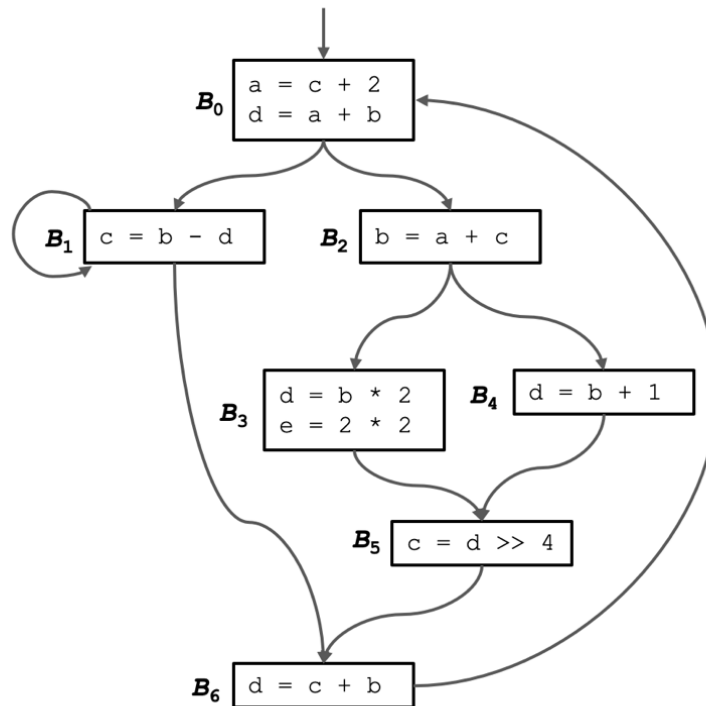 B0
a = c + 2
d = a + b
B1
c = b - d
B2
b = a + c
B3
d = b * 2
e = 2 * 2
B4
d = b + 1
B5
c = d >> 4
B6
d = c + b